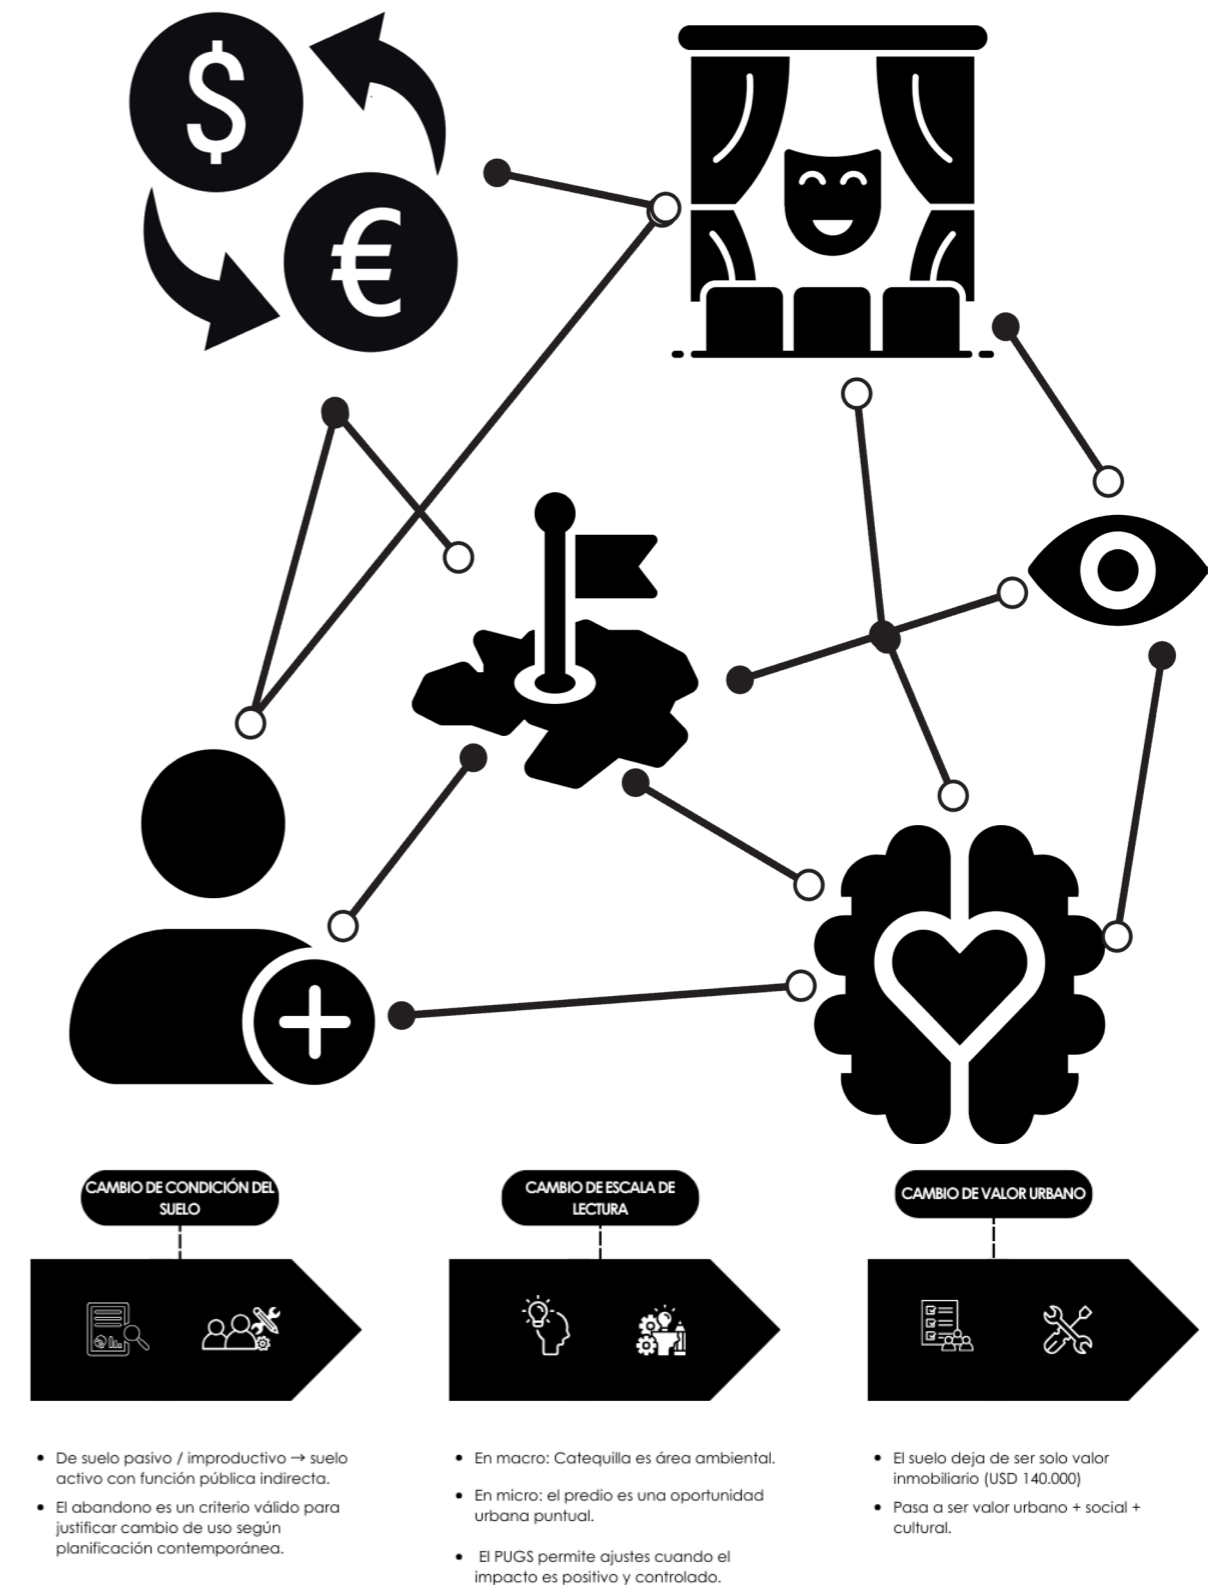 $
€
CAMBIO DE CONDICIÓN DEL
SUELO
• De suelo pasivo / improductivo → suelo
activo con función pública indirecta.
• El abandono es un criterio válido para
justificar cambio de uso según
planificación contemporánea.
CAMBIO DE ESCALA DE
LECTURA
• En macro: Catequilla es área ambiental.
• En micro: el predio es una oportunidad
urbana puntual.
• El PUGS permite ajustes cuando el
impacto es positivo y controlado.
CAMBIO DE VALOR URBANO
• El suelo deja de ser solo valor
inmobiliario (USD 140.000)
• Pasa a ser valor urbano + social +
cultural.